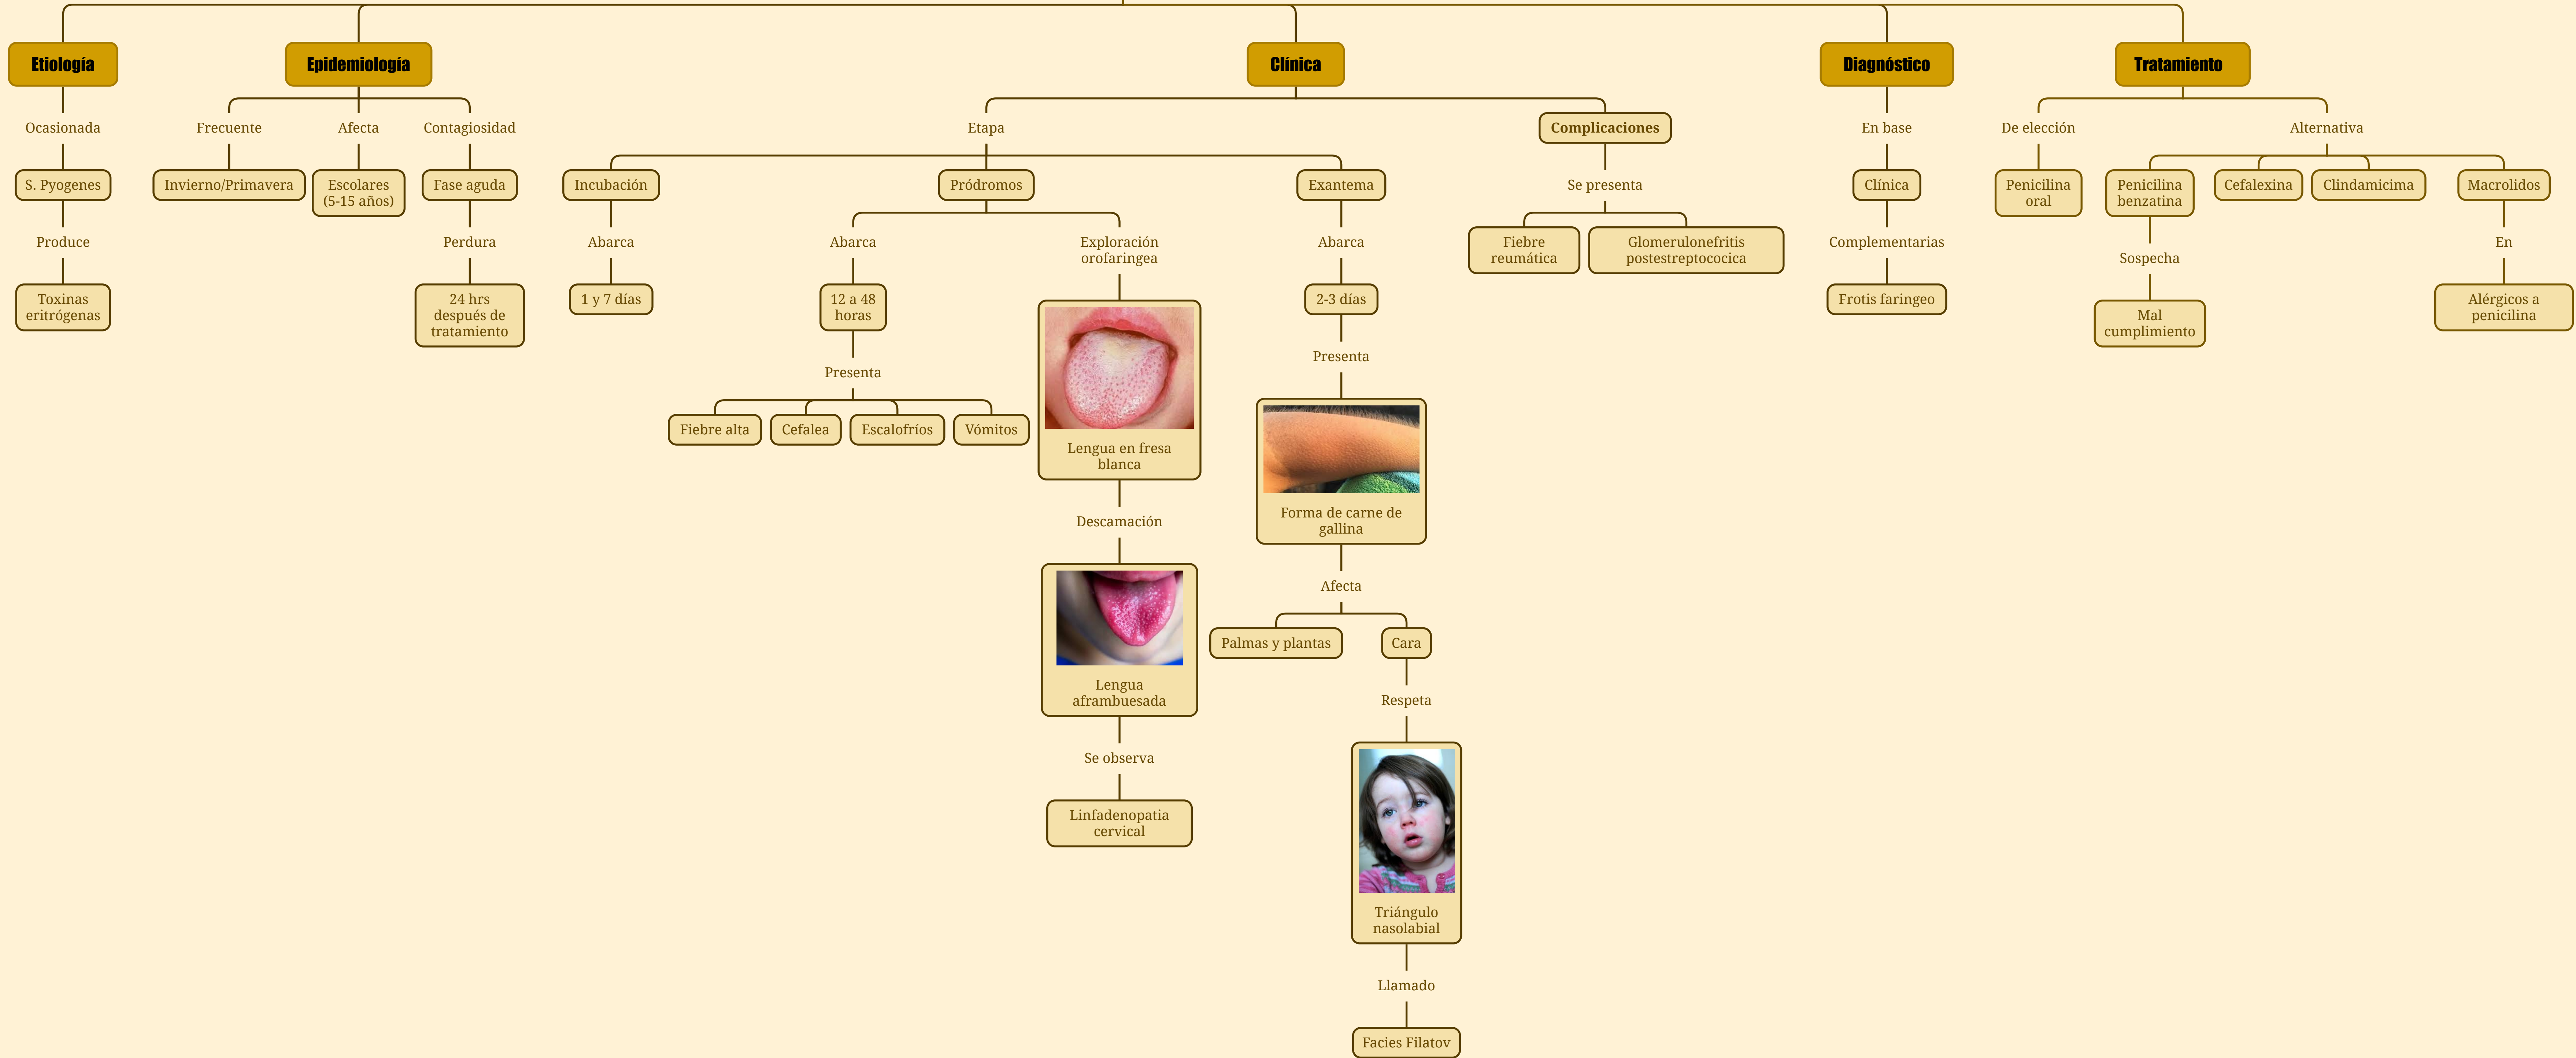 Etiología
Epidemiología
Clínica
Diagnóstico
Tratamiento
Ocasionada
S. Pyogenes
Produce
Toxinas
eritrógenas
Frecuente
Invierno/Primavera
Afecta
Escolares
(5-15 años)
Contagiosidad
Fase aguda
Perdura
24 hrs
después de
tratamiento
Etapa
Incubación
Abarca
1 y 7 días
Pródromos
Abarca
12 a 48
horas
Presenta
Fiebre alta
Cefalea
Escalofríos
Vómitos
Exploración
orofaringea
Lengua en fresa
blanca
Descamación
Lengua
aframbuesada
Se observa
Linfadenopatia
cervical
Exantema
Abarca
2-3 días
Presenta
Forma de carne de
gallina
Afecta
Palmas y plantas
Cara
Respeta
Triángulo
nasolabial
Llamado
Facies Filatov
Complicaciones
Se presenta
Fiebre
reumática
Glomerulonefritis
postestreptococica
En base
Clínica
Complementarias
Frotis faringeo
De elección
Penicilina
oral
Alternativa
Penicilina
benzatina
Sospecha
Mal
cumplimiento
Cefalexina
Clindamicima
Macrolidos
En
Alérgicos a
penicilina